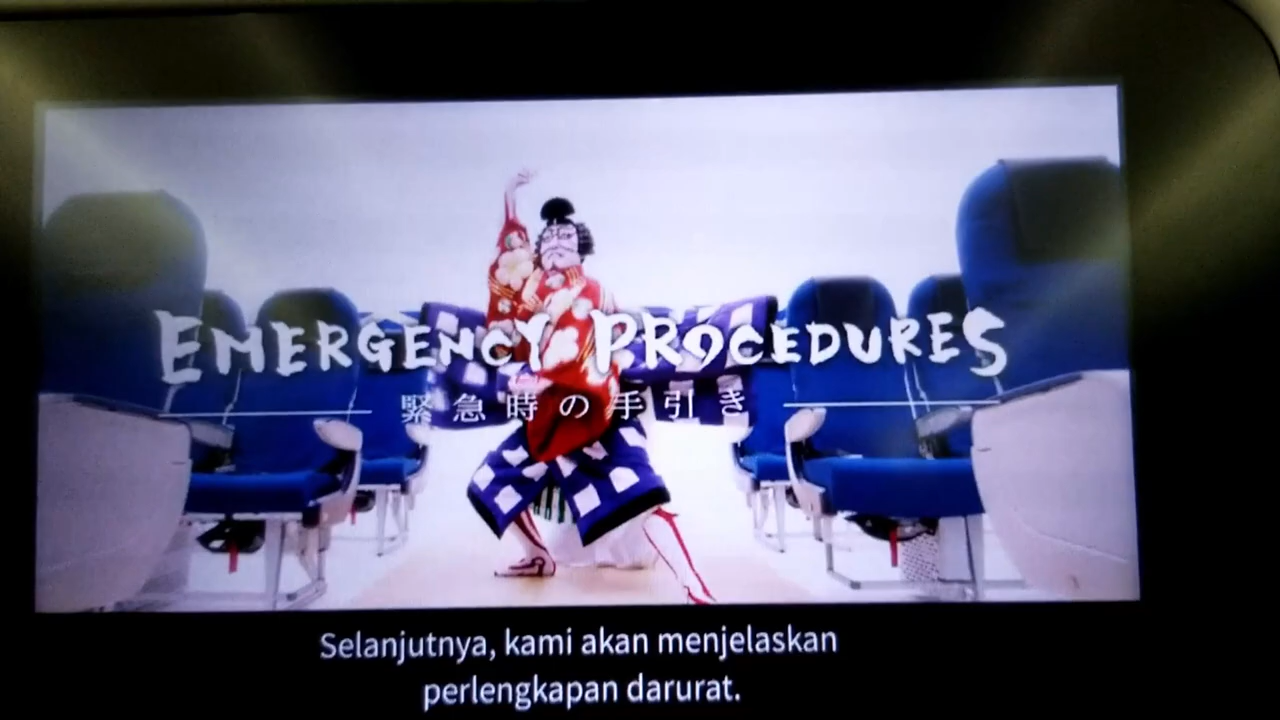 EMERGENCY PROCEDURES
緊急時の手引き
Selanjutnya, kami akan menjelaskan
perlengkapan darurat.